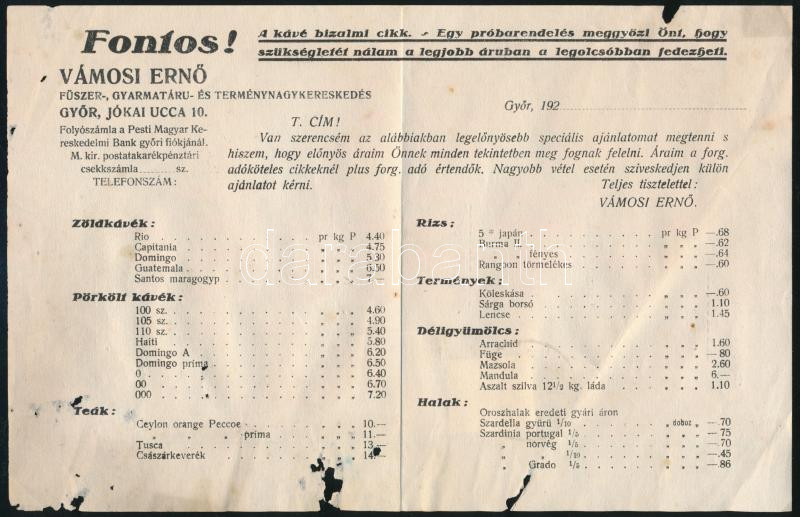 Fontos!
A kávé bizalmi cikk. - Egy próbarendelés meggyőzi Önt, hogy
szükségletét nálam a legjobb áruban a legolcsóbban fedezheti.
VÁMOSI ERNŐ
FŰSZER-, GYARMATÁRU- ÉS TERMÉNYNAGYKERESKEDÉS
GYŐR, JÓKAI UCCA 10.
Folyószámla a Pesti Magyar Ke-
reskedelmi Bank győri fiókjánál.
M. kir. postatakarékpénztári
csekkszámla ........ sz.
TELEFONSZÁM:
Győr, 192
T. CÍM!
Van szerencsém az alábbiakban legelőnyösebb speciális ajánlatomat megtenni s
hiszem, hogy előnyös áraim Önnek minden tekintetben meg fognak felelni. Áraim a forg.
adóköteles cikkeknél plus forg. adó értendők. Nagyobb vétel esetén sziveskedjen külön
ajánlatot kérni.
Teljes tisztelettel:
VÁMOSI ERNŐ.
Zöldkávék:
Rio . . . pr kg P 4.40
Capitania . . . „ „ „ 4.75
Domingo . . . „ „ „ 5.30
Guatemala . . . „ „ „ 6.50
Santos maragogyp . . . „ „ „ 7.—
Pörkölt kávék:
100 sz. . . . „ „ „ 4.60
105 sz. . . . „ „ „ 4.90
110 sz. . . . „ „ „ 5.40
Haiti . . . „ „ „ 5.80
Domingo A . . . „ „ „ 6.20
Domingo príma . . . „ „ „ 6.50
0 . . . „ „ „ 6.40
00 . . . „ „ „ 6.70
000 . . . „ „ „ 7.20
Teák:
Ceylon orange Peccoe . . . „ „ „ 10.—
„ „ „ príma . . . „ „ „ 11.—
Tusca . . . „ „ „ 13.—
Császárkeverék . . . „ „ „ 14.—
Rizs:
5 * japán . . . pr kg P —.68
Burma II. . . . „ „ „ —.62
„ fényes . . . „ „ „ —.64
Rangoon törmelékes . . . „ „ „ —.60
Termények:
Köleskása . . . „ „ „ —.60
Sárga borsó . . . „ „ „ 1.10
Lencse . . . „ „ „ 1.45
Déligyümölcs:
Arrachid . . . „ „ „ 1.60
Füge . . . „ „ „ —80
Mazsola . . . „ „ „ 2.60
Mandula . . . „ „ „ 6.—
Aszalt szilva 12 1/2 kg. láda . . . „ „ „ 1.10
Halak:
Oroszhalak eredeti gyári áron
Szardella gyürű 1/10 . . . „ doboz „ —.70
Szardínia portugal 1/5 . . . „ „ „ —75
„ norvég 1/5 . . . „ „ „ —.70
„ „ 1/10 . . . „ „ „ —.45
„ Grado 1/5 . . . „ „ „ —.86
darabanth